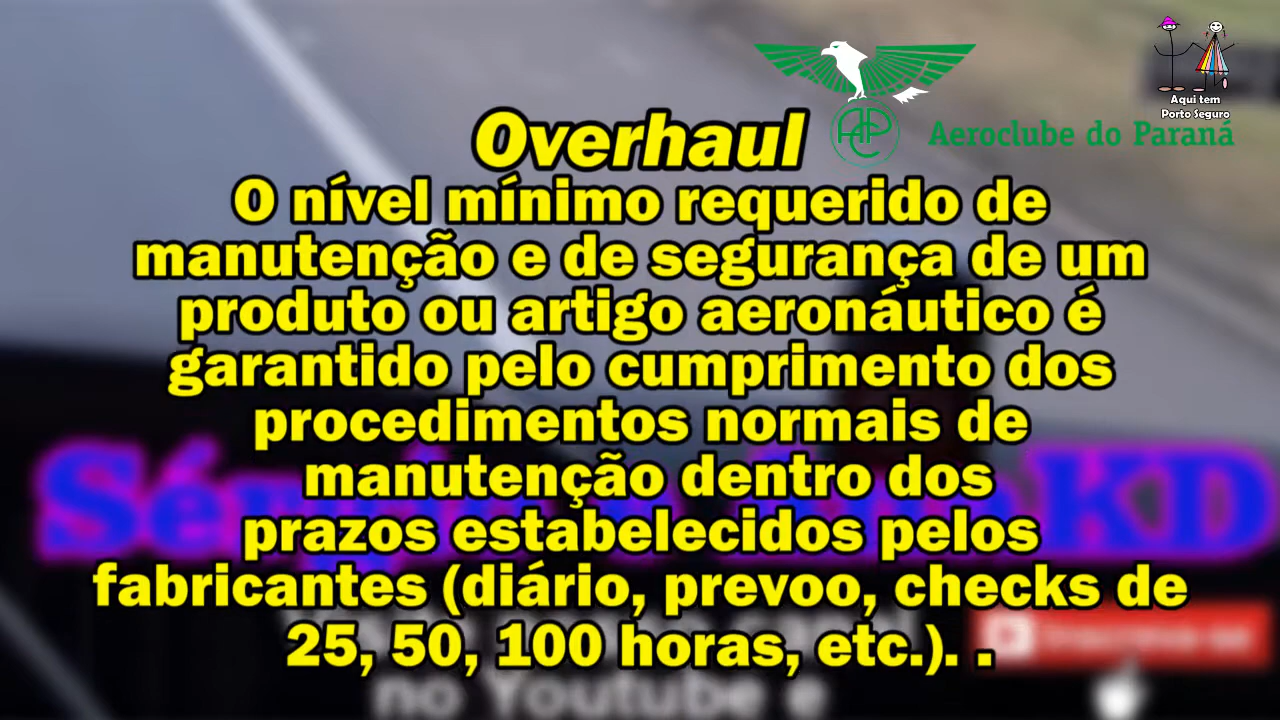 Aqui tem
Porto Seguro
APC
Aeroclube do Paraná
Overhaul
O nível mínimo requerido de
manutenção e de segurança de um
produto ou artigo aeronáutico é
garantido pelo cumprimento dos
procedimentos normais de
manutenção dentro dos
prazos estabelecidos pelos
fabricantes (diário, prevoo, checks de
25, 50, 100 horas, etc.). .
KD
no Youtube e